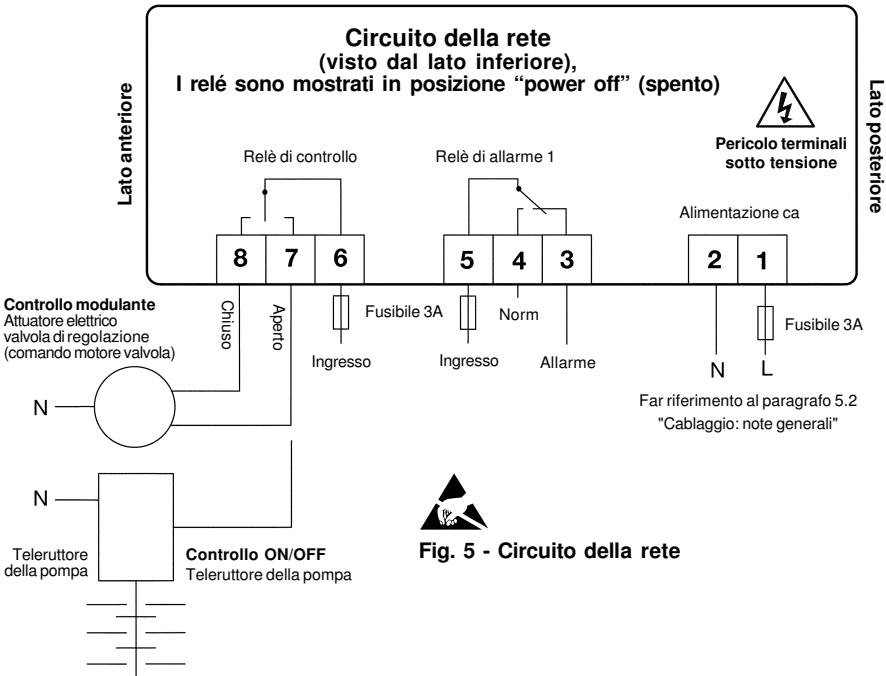 Circuito della rete
(visto dal lato inferiore),
I relé sono mostrati in posizione “power off” (spento)
Lato anteriore
Lato posteriore
Pericolo terminali
sotto tensione
Relè di controllo
Relè di allarme 1
Alimentazione ca
8 7 6
5 4 3
2 1
Controllo modulante
Attuatore elettrico
valvola di regolazione
(comando motore valvola)
Chiuso
Aperto
Fusibile 3A
Ingresso
Norm
Ingresso
Allarme
Fusibile 3A
N L
Far riferimento al paragrafo 5.2
"Cablaggio: note generali"
N
N
Teleruttore
della pompa
Controllo ON/OFF
Teleruttore della pompa
Fig. 5 - Circuito della rete